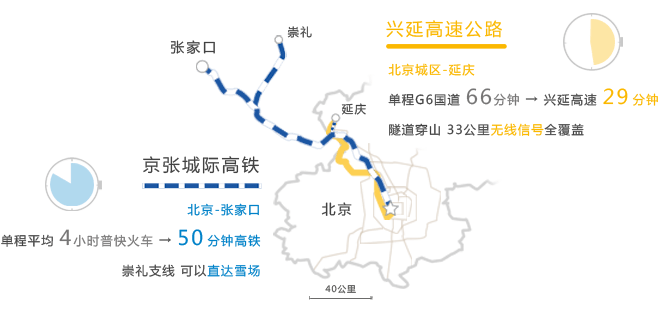 崇礼
张家口
兴延高速公路
北京城区-延庆
单程G6国道 66分钟 → 兴延高速 29分钟
隧道穿山 33公里无线信号全覆盖
延庆
京张城际高铁
北京-张家口
单程平均 4小时普快火车 → 50分钟高铁
崇礼支线 可以直达雪场
北京
40公里